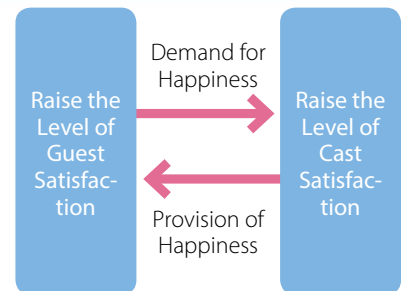 Raise the
Level of
Guest
Satisfac-
tion
Demand for
Happiness
Provision of
Happiness
Raise the
Level of
Cast
Satisfac-
tion